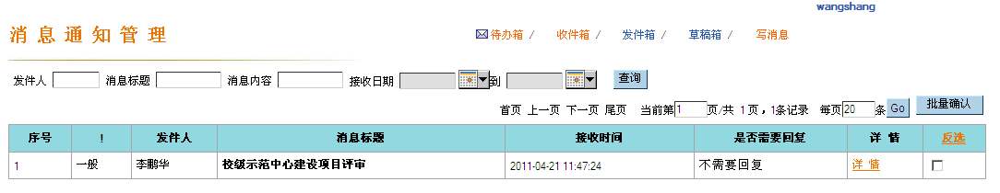 wangshang
消息通知管理
待办箱 / 收件箱 / 发件箱 / 草稿箱 / 写消息
发件人 消息标题 消息内容 接收日期 到 查询
首页 上一页 下一页 尾页 当前第1页/共 1页，1条记录 每页20条 Go 批量确认
序号 ! 发件人 消息标题 接收时间 是否需要回复 详 情 反选
1 一般 李鹏华 校级示范中心建设项目评审 2011-04-21 11:47:24 不需要回复 详 情